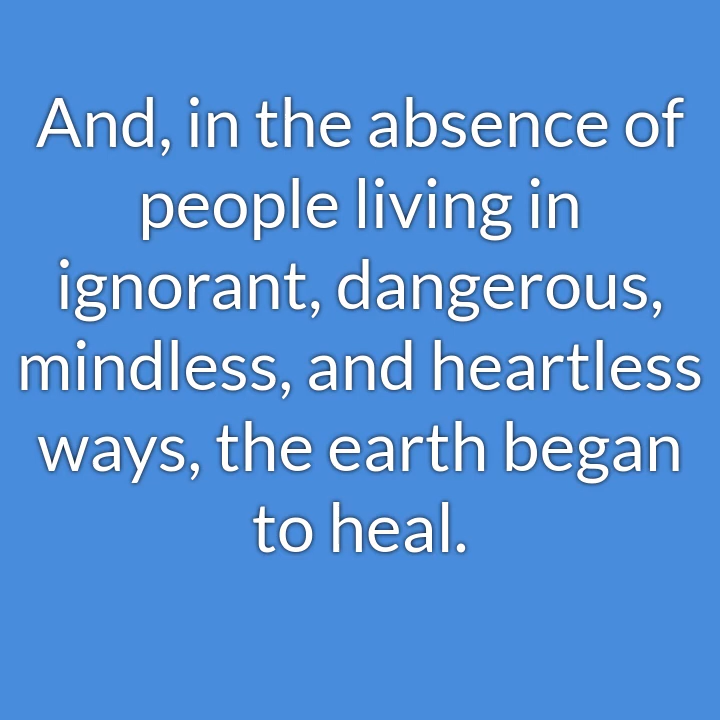 And, in the absence of
people living in
ignorant, dangerous,
mindless, and heartless
ways, the earth began
to heal.